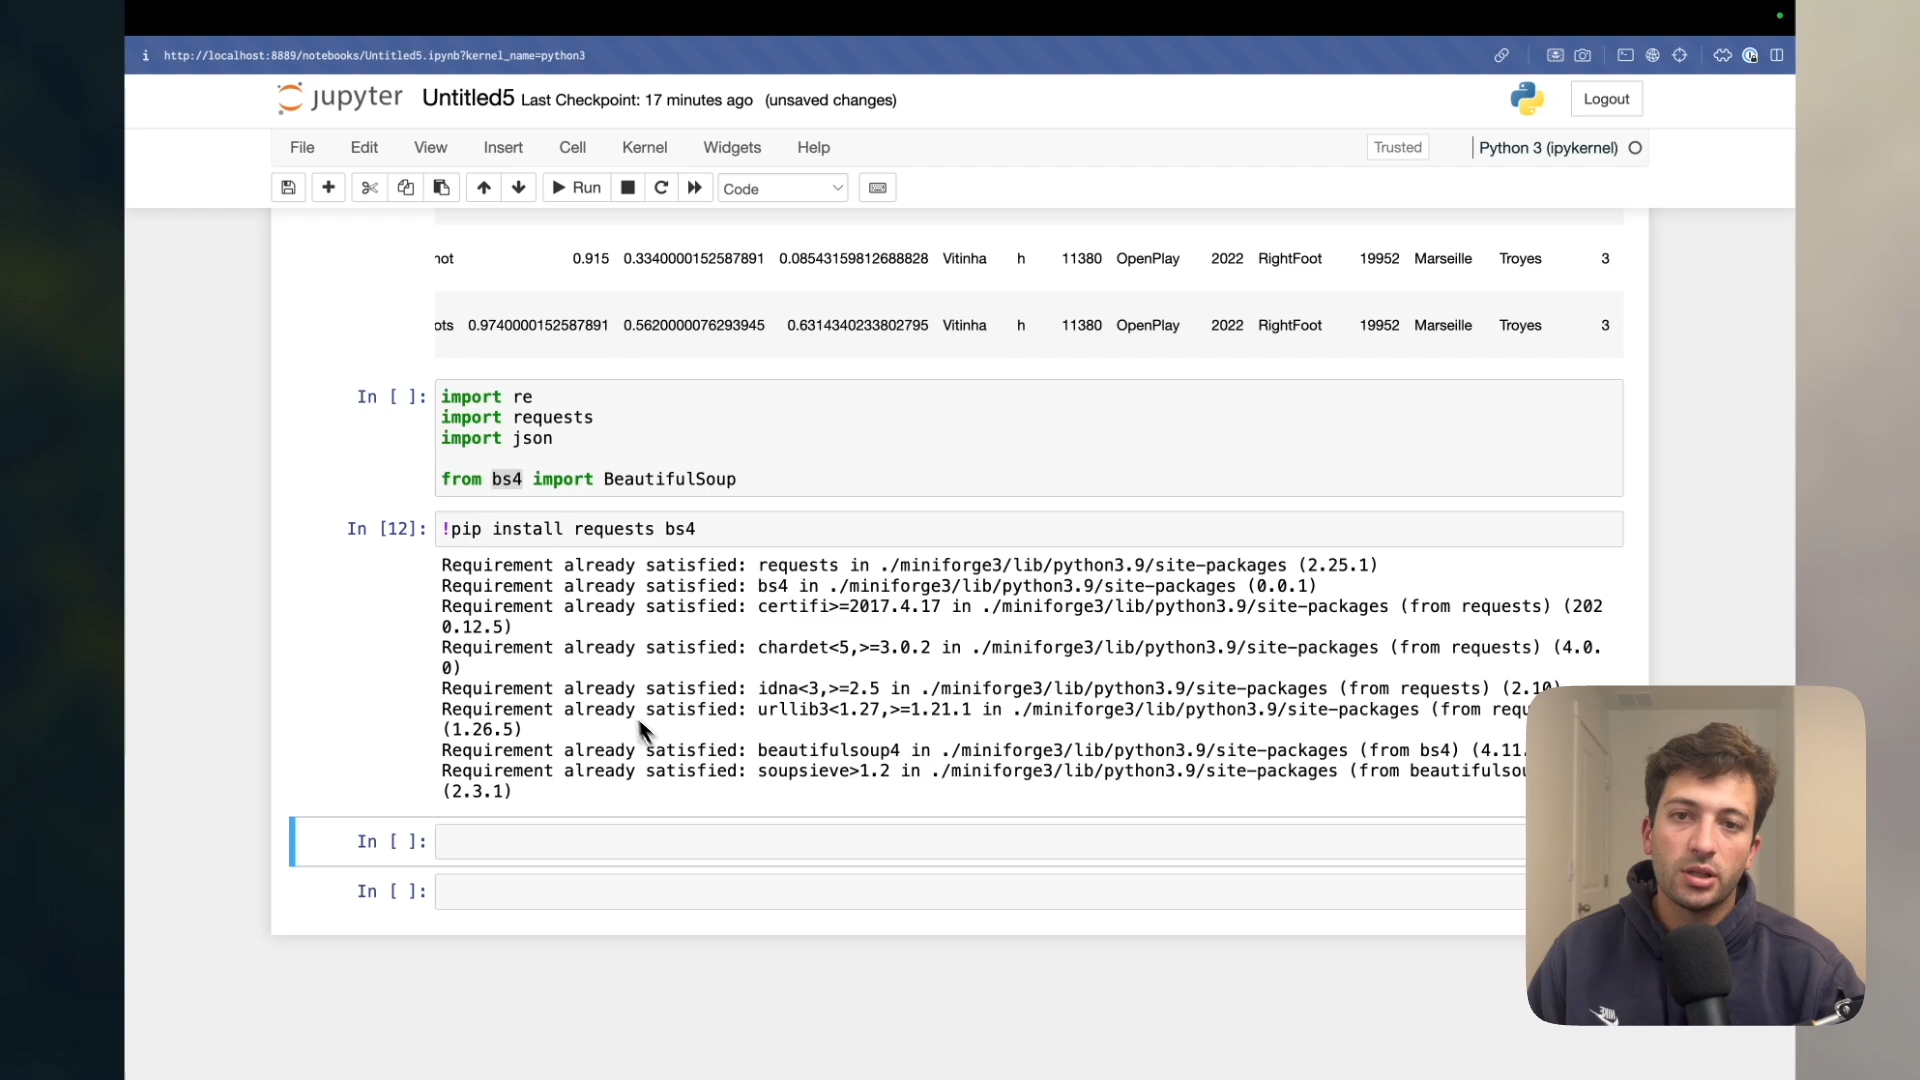 i http://localhost:8889/notebooks/Untitled5.ipynb?kernel_name=python3
jupyter Untitled5 Last Checkpoint: 17 minutes ago (unsaved changes) Logout
File Edit View Insert Cell Kernel Widgets Help Trusted Python 3 (ipykernel)
Run Code
0.915 0.3340000152587891 0.08543159812688828 Vitinha h 11380 OpenPlay 2022 RightFoot 19952 Marseille Troyes 3
ots 0.9740000152587891 0.5620000076293945 0.6314340233802795 Vitinha h 11380 OpenPlay 2022 RightFoot 19952 Marseille Troyes 3
In [ ]: import re
import requests
import json
from bs4 import BeautifulSoup
In [12]: !pip install requests bs4
Requirement already satisfied: requests in ./miniforge3/lib/python3.9/site-packages (2.25.1)
Requirement already satisfied: bs4 in ./miniforge3/lib/python3.9/site-packages (0.0.1)
Requirement already satisfied: certifi>=2017.4.17 in ./miniforge3/lib/python3.9/site-packages (from requests) (202
0.12.5)
Requirement already satisfied: chardet<5,>=3.0.2 in ./miniforge3/lib/python3.9/site-packages (from requests) (4.0.
0)
Requirement already satisfied: idna<3,>=2.5 in ./miniforge3/lib/python3.9/site-packages (from requests) (2.10)
Requirement already satisfied: urllib3<1.27,>=1.21.1 in ./miniforge3/lib/python3.9/site-packages (from requ
(1.26.5)
Requirement already satisfied: beautifulsoup4 in ./miniforge3/lib/python3.9/site-packages (from bs4) (4.11.
Requirement already satisfied: soupsieve>1.2 in ./miniforge3/lib/python3.9/site-packages (from beautifulsou
(2.3.1)
In [ ]:
In [ ]:
NIKE